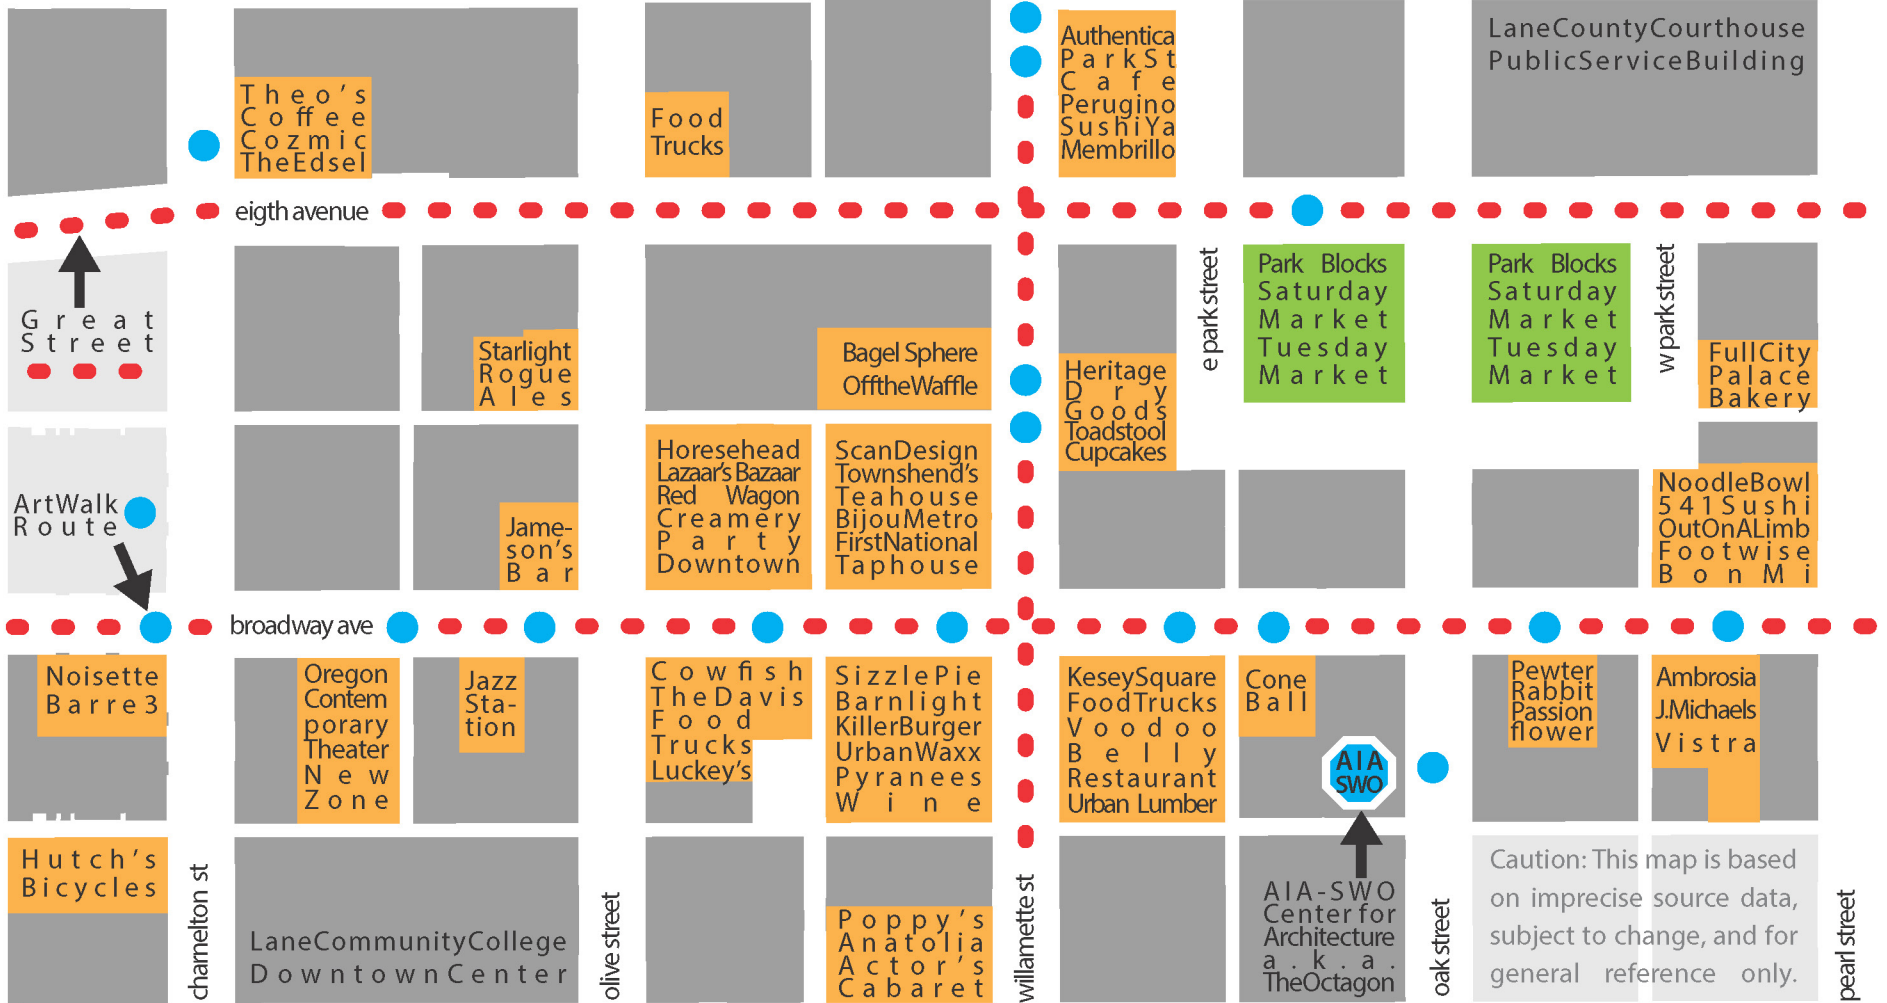 Theo's
Coffee
Cozmic
TheEdsel
Food
Trucks
Authentica
ParkSt
Cafe
Perugino
SushiYa
Membrillo
LaneCountyCourthouse
PublicServiceBuilding
eigth avenue
Great
Street
Starlight
Rogue
Ales
Bagel Sphere
OfftheWaffle
Heritage
Dry
Goods
Toadstool
Cupcakes
e park street
Park Blocks
Saturday
Market
Tuesday
Market
Park Blocks
Saturday
Market
Tuesday
Market
w park street
FullCity
Palace
Bakery
ArtWalk
Route
Jame-
son's
Bar
Horesehead
Lazaar's Bazaar
Red Wagon
Creamery
Party
Downtown
ScanDesign
Townshend's
Teahouse
BijouMetro
FirstNational
Taphouse
NoodleBowl
541Sushi
OutOnALimb
Footwise
BonMi
broadway ave
Noisette
Barre3
Oregon
Contem
porary
Theater
New
Zone
Jazz
Sta-
tion
Cowfish
TheDavis
Food
Trucks
Luckey's
SizzlePie
Barnlight
KillerBurger
UrbanWaxx
Pyranees
Wine
KeseySquare
FoodTrucks
Voodoo
Belly
Restaurant
Urban Lumber
Cone
Ball
AIA
SWO
Pewter
Rabbit
Passion
flower
Ambrosia
J.Michaels
Vistra
Hutch's
Bicycles
charnelton st
LaneCommunityCollege
DowntownCenter
olive street
Poppy's
Anatolia
Actor's
Cabaret
willamette st
AIA-SWO
Center for
Architecture
a.k.a.
TheOctagon
oak street
Caution: This map is based
on imprecise source data,
subject to change, and for
general reference only.
pearl street